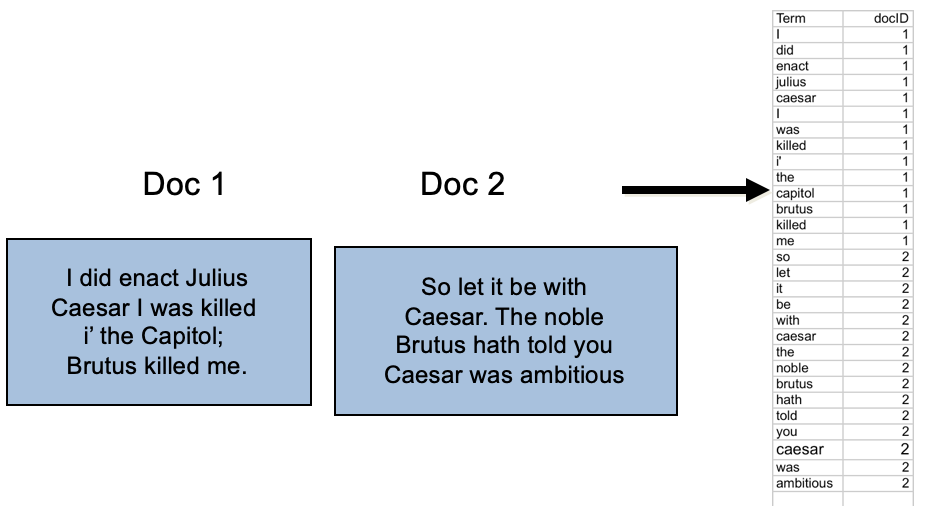 Doc 1
I did enact Julius
Caesar I was killed
i’ the Capitol;
Brutus killed me.
Doc 2
So let it be with
Caesar. The noble
Brutus hath told you
Caesar was ambitious
Term docID
I 1
did 1
enact 1
julius 1
caesar 1
I 1
was 1
killed 1
i' 1
the 1
capitol 1
brutus 1
killed 1
me 1
so 2
let 2
it 2
be 2
with 2
caesar 2
the 2
noble 2
brutus 2
hath 2
told 2
you 2
caesar 2
was 2
ambitious 2